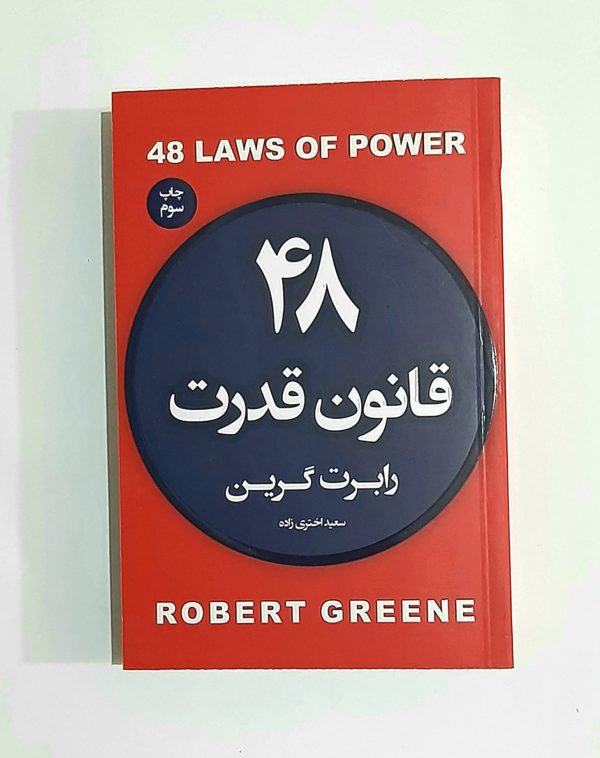 48 LAWS OF POWER
چاپ
سوم
۴۸
قانون قدرت
رابرت گرین
سعید اختری زاده
ROBERT GREENE